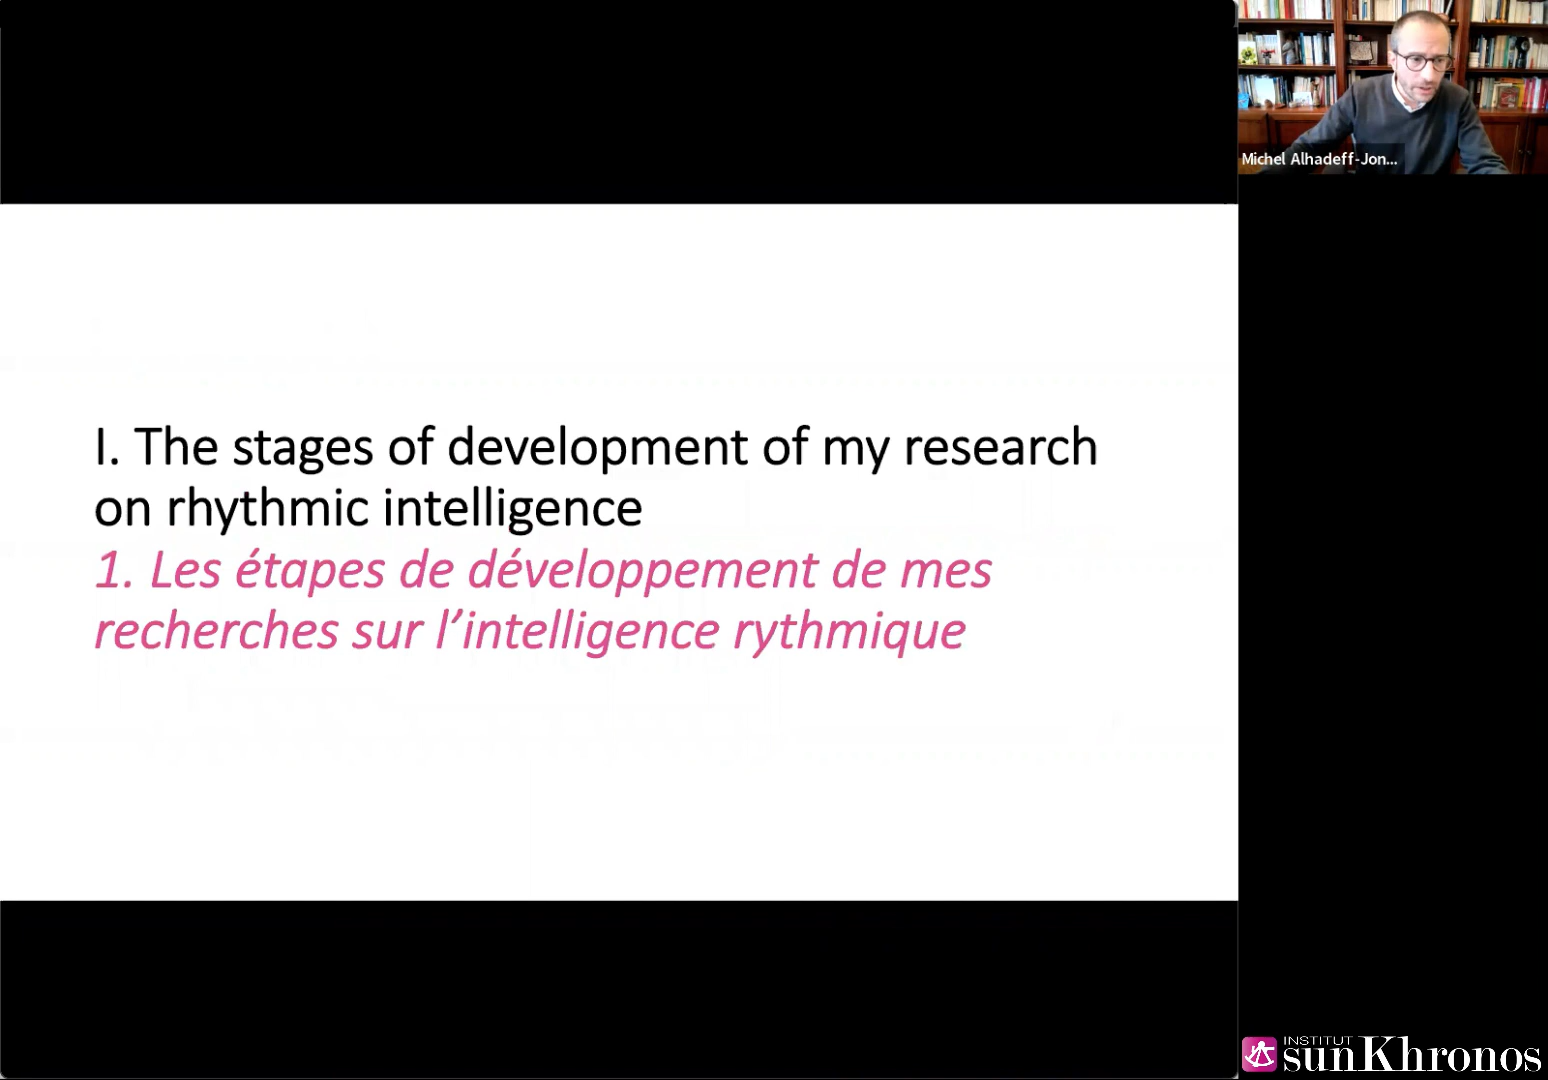 I. The stages of development of my research
on rhythmic intelligence
1. Les étapes de développement de mes
recherches sur l’intelligence rythmique
Michel Alhadeff-Jon...
INSTITUT
sunKhronos